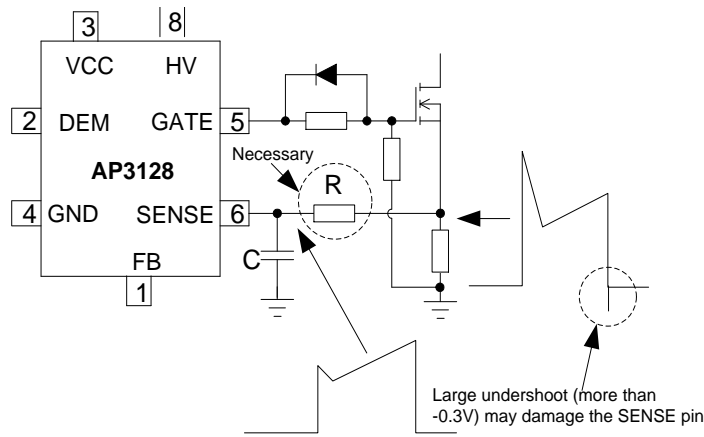 3
8
VCC
HV
2
DEM
GATE
5
AP3128
Necessary
R
4
GND
SENSE
6
C
FB
1
Large undershoot (more than
-0.3V) may damage the SENSE pin